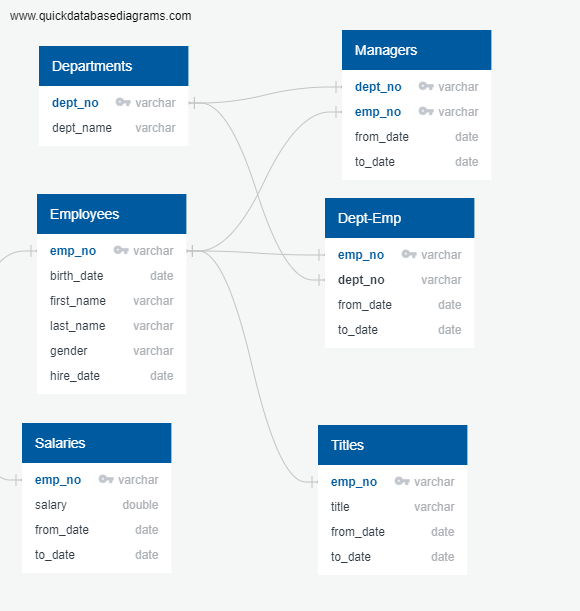 www.quickdatabasediagrams.com
Departments
dept_no varchar
dept_name varchar
Managers
dept_no varchar
emp_no varchar
from_date date
to_date date
Employees
emp_no varchar
birth_date date
first_name varchar
last_name varchar
gender varchar
hire_date date
Dept-Emp
emp_no varchar
dept_no varchar
from_date date
to_date date
Salaries
emp_no varchar
salary double
from_date date
to_date date
Titles
emp_no varchar
title varchar
from_date date
to_date date